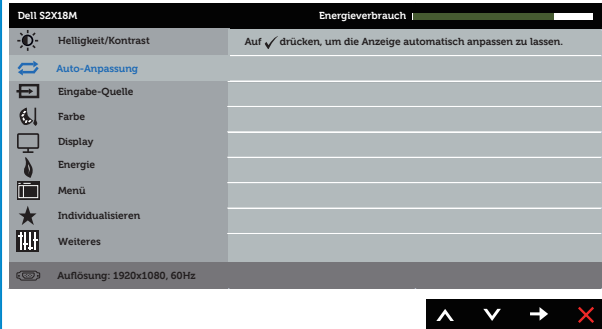 Dell S2X18M
Energieverbrauch
Helligkeit/Kontrast
Auf ✓ drücken, um die Anzeige automatisch anpassen zu lassen.
Auto-Anpassung
Eingabe-Quelle
Farbe
Display
Energie
Menü
Individualisieren
Weiteres
Auflösung: 1920x1080, 60Hz